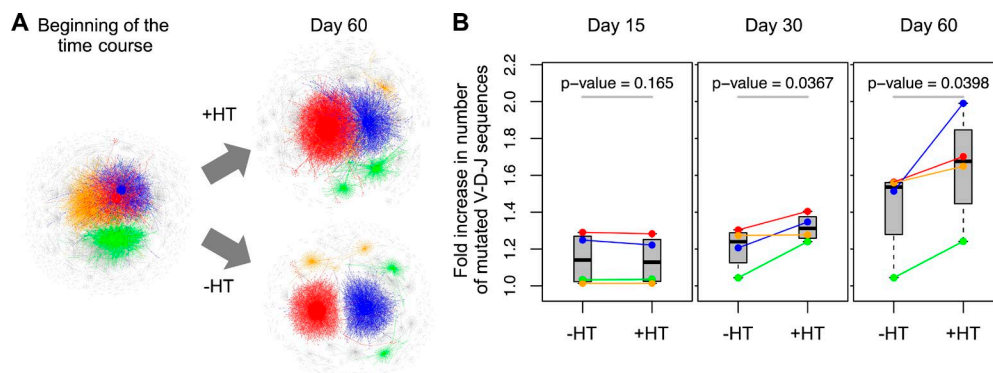 A
Beginning of the
time course
Day 60
+HT
-HT
B
Day 15
Day 30
Day 60
Fold increase in number
of mutated V-D-J sequences
2.2
2.0
1.8
1.6
1.4
1.2
1.0
p-value = 0.165
p-value = 0.0367
p-value = 0.0398
-HT
+HT
-HT
+HT
-HT
+HT